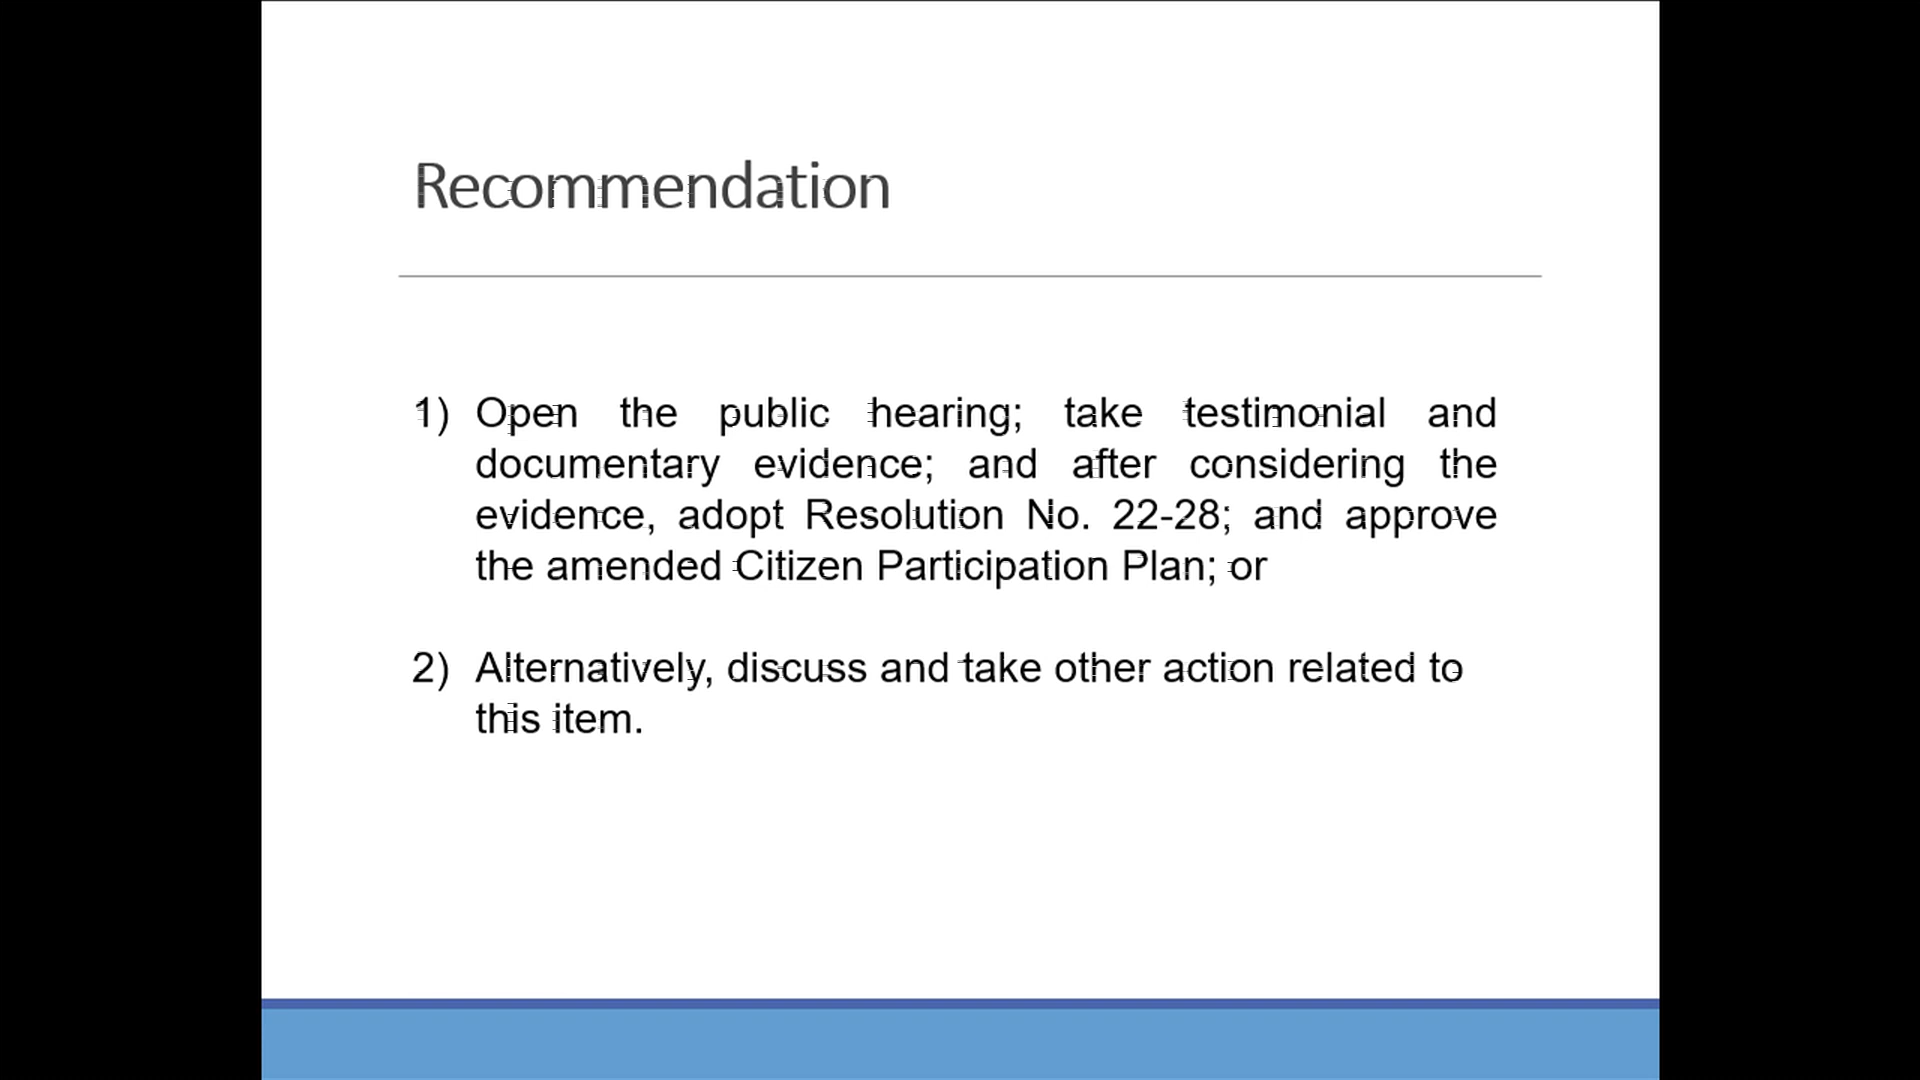 Recommendation
1) Open the public hearing; take testimonial and
documentary evidence; and after considering the
evidence, adopt Resolution No. 22-28; and approve
the amended Citizen Participation Plan; or
2) Alternatively, discuss and take other action related to
this item.